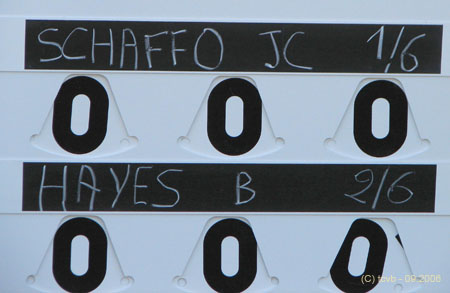 SCHAFFO JC 1/6
0 0 0
HAYES B 2/6
0 0 0
(C) tcvb - 09.2006